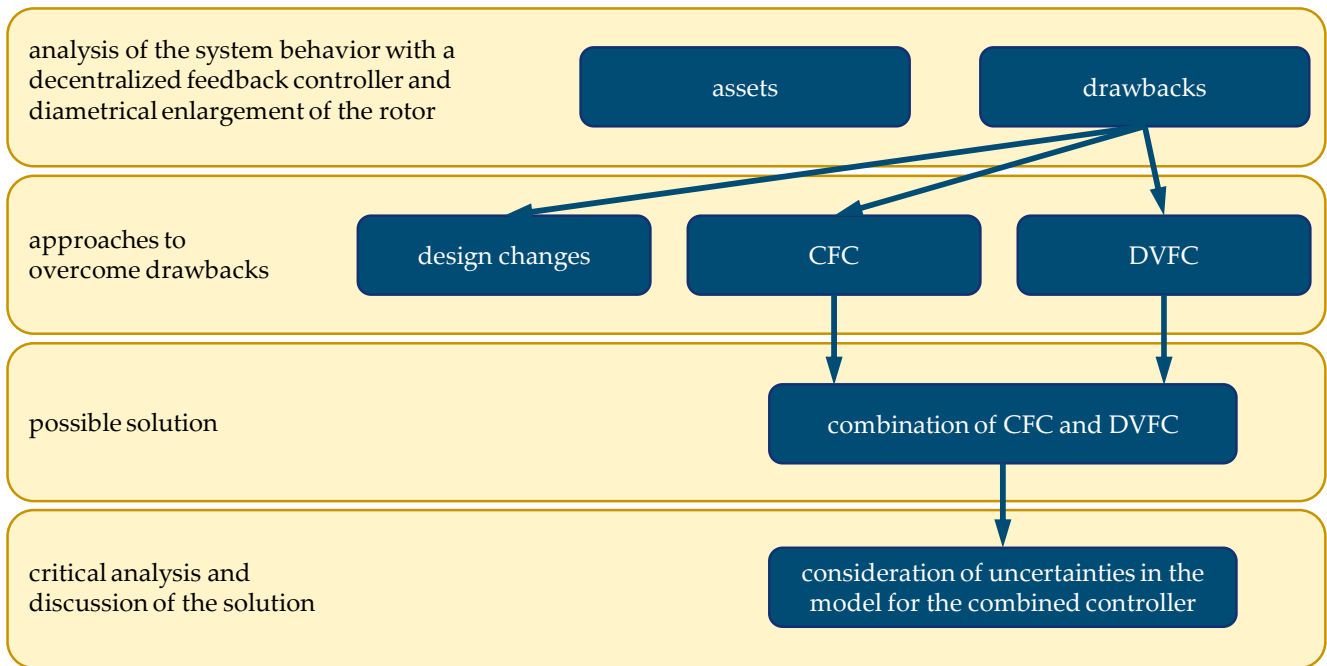 analysis of the system behavior with a
decentralized feedback controller and
diametrical enlargement of the rotor
assets
drawbacks
approaches to
overcome drawbacks
design changes
CFC
DVFC
possible solution
combination of CFC and DVFC
critical analysis and
discussion of the solution
consideration of uncertainties in the
model for the combined controller